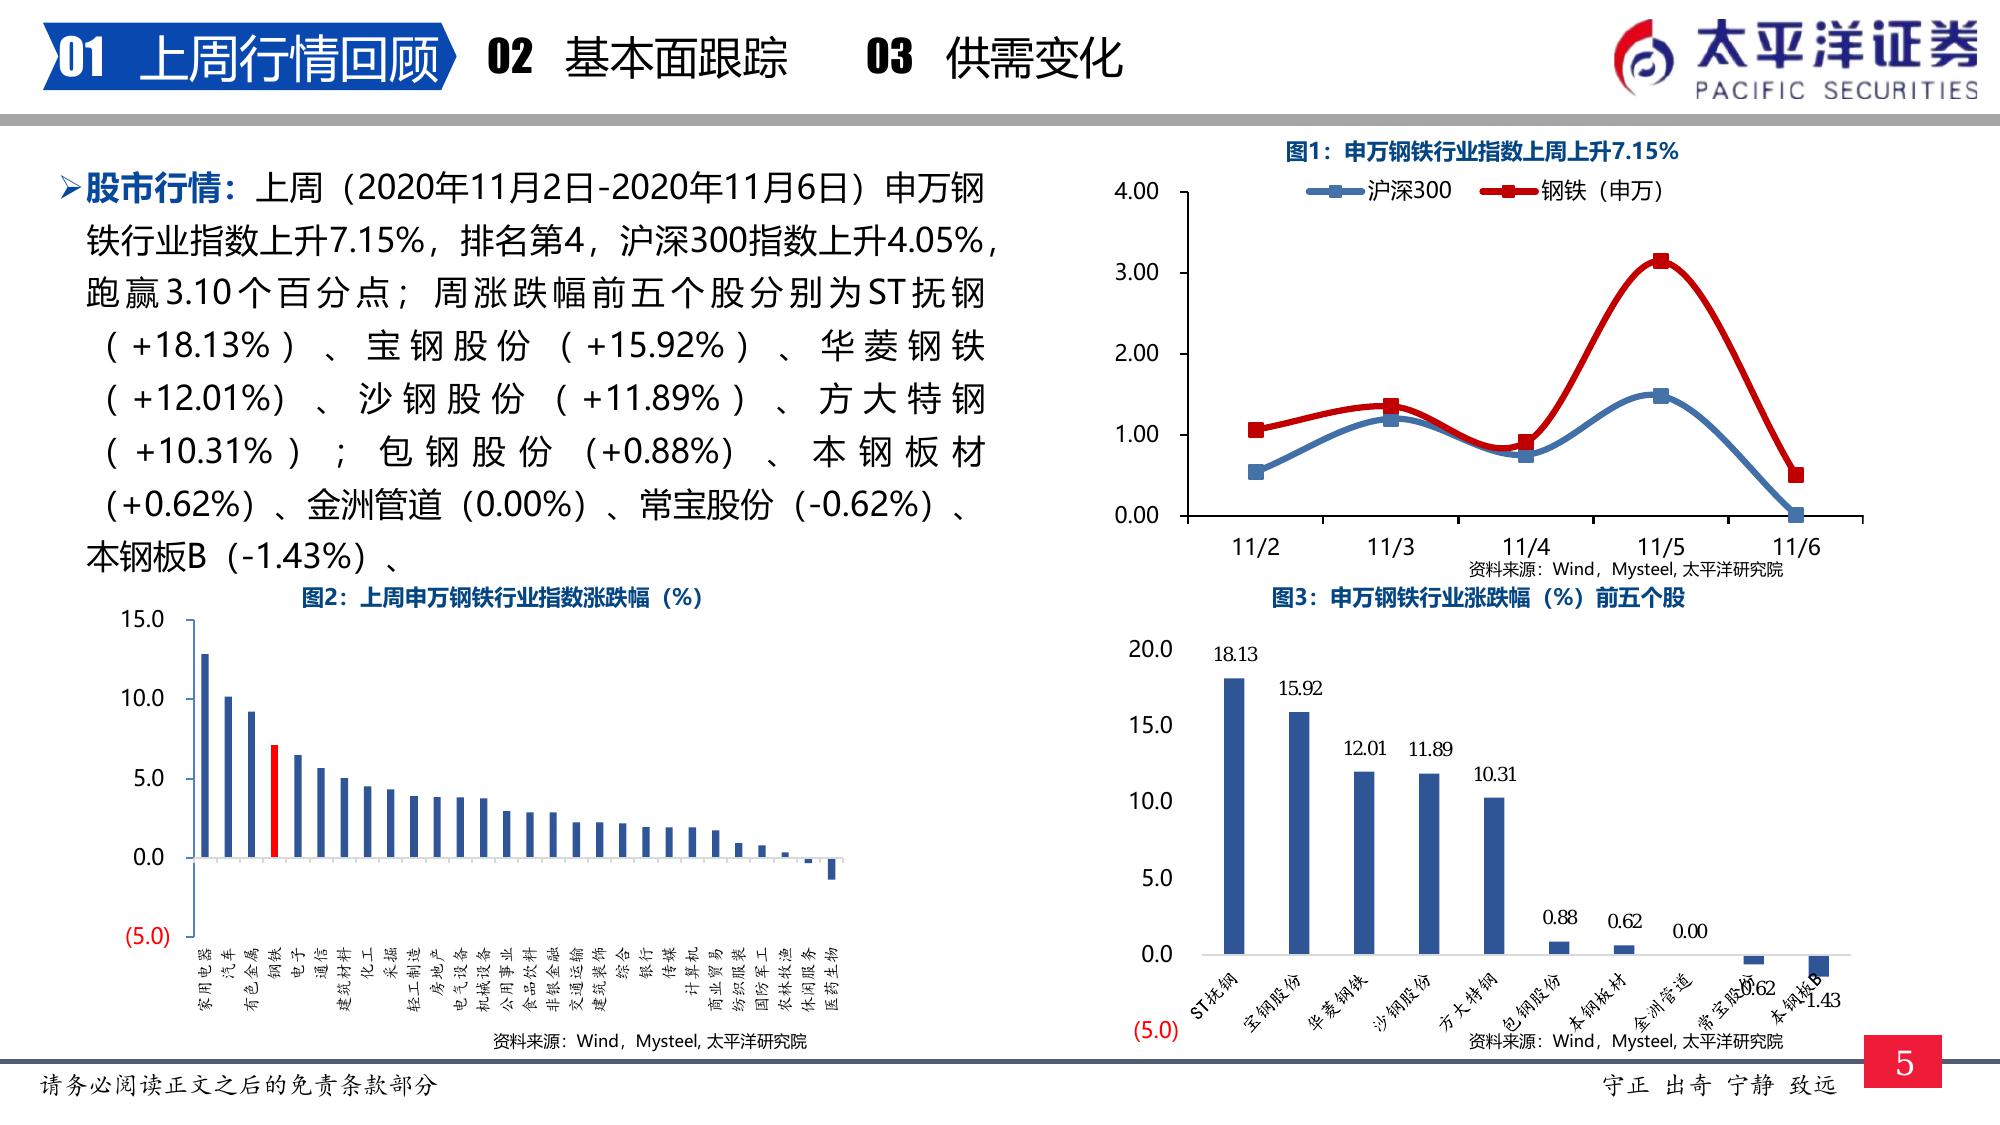 01 上周行情回顾 02 基本面跟踪 03 供需变化
太平洋证券
PACIFIC SECURITIES
➢股市行情：上周（2020年11月2日-2020年11月6日）申万钢
铁行业指数上升7.15%，排名第4，沪深300指数上升4.05%，
跑赢3.10个百分点；周涨跌幅前五个股分别为ST抚钢
（+18.13%）、宝钢股份（+15.92%）、华菱钢铁
（+12.01%）、沙钢股份（+11.89%）、方大特钢
（+10.31%）；包钢股份（+0.88%）、本钢板材
（+0.62%）、金洲管道（0.00%）、常宝股份（-0.62%）、
本钢板B（-1.43%）、
图1：申万钢铁行业指数上周上升7.15%
沪深300 钢铁（申万）
4.00
3.00
2.00
1.00
0.00
11/2 11/3 11/4 11/5 11/6
资料来源：Wind，Mysteel, 太平洋研究院
图2：上周申万钢铁行业指数涨跌幅（%）
15.0
10.0
5.0
0.0
(5.0)
家用电器
汽车
有色金属
钢铁
电子
通信
建筑材料
化工
采掘
轻工制造
房地产
电气设备
机械设备
公用事业
食品饮料
非银金融
交通运输
建筑装饰
综合
银行
传媒
计算机
商业贸易
纺织服装
国防军工
农林牧渔
休闲服务
医药生物
资料来源：Wind，Mysteel, 太平洋研究院
图3：申万钢铁行业涨跌幅（%）前五个股
20.0
15.0
10.0
5.0
0.0
(5.0)
18.13
15.92
12.01
11.89
10.31
0.88
0.62
0.00
-0.62
-1.43
ST抚钢
宝钢股份
华菱钢铁
沙钢股份
方大特钢
包钢股份
本钢板材
金洲管道
常宝股份
本钢板B
资料来源：Wind，Mysteel, 太平洋研究院
请务必阅读正文之后的免责条款部分
守正 出奇 宁静 致远
5